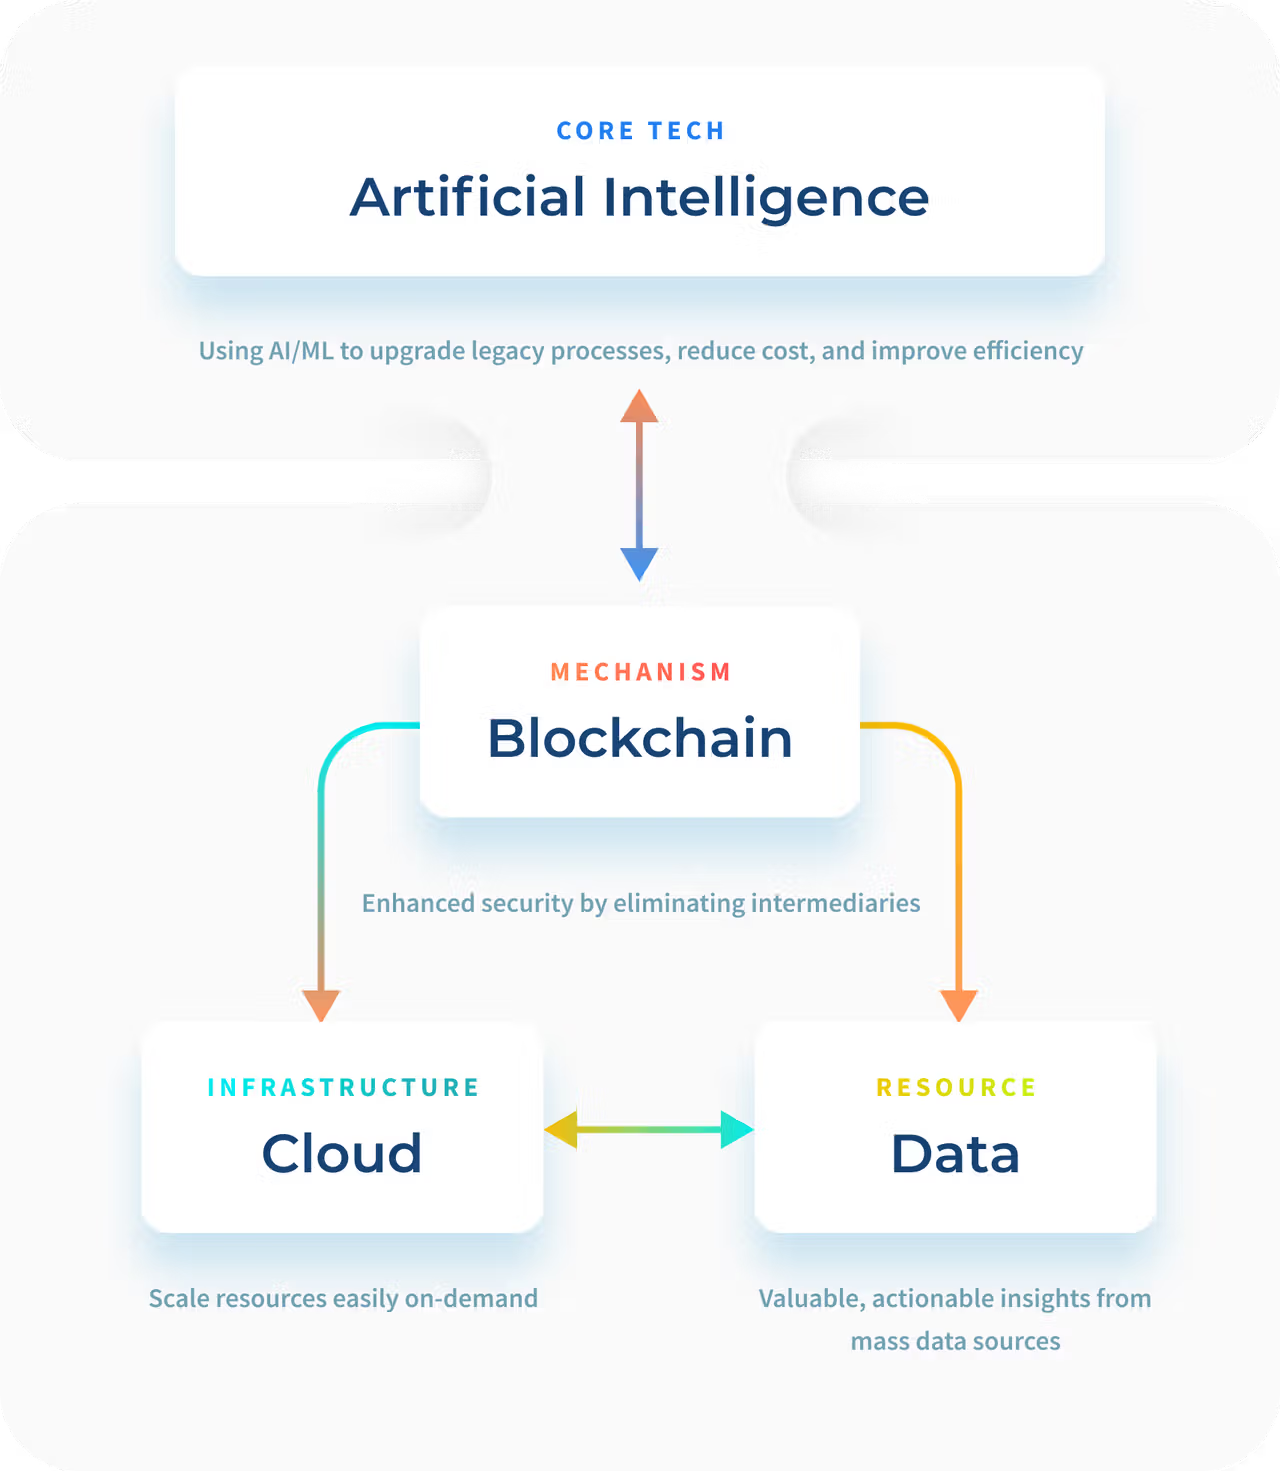 CORE TECH
Artificial Intelligence
Using AI/ML to upgrade legacy processes, reduce cost, and improve efficiency
MECHANISM
Blockchain
Enhanced security by eliminating intermediaries
INFRASTRUCTURE
Cloud
Scale resources easily on-demand
RESOURCE
Data
Valuable, actionable insights from
mass data sources